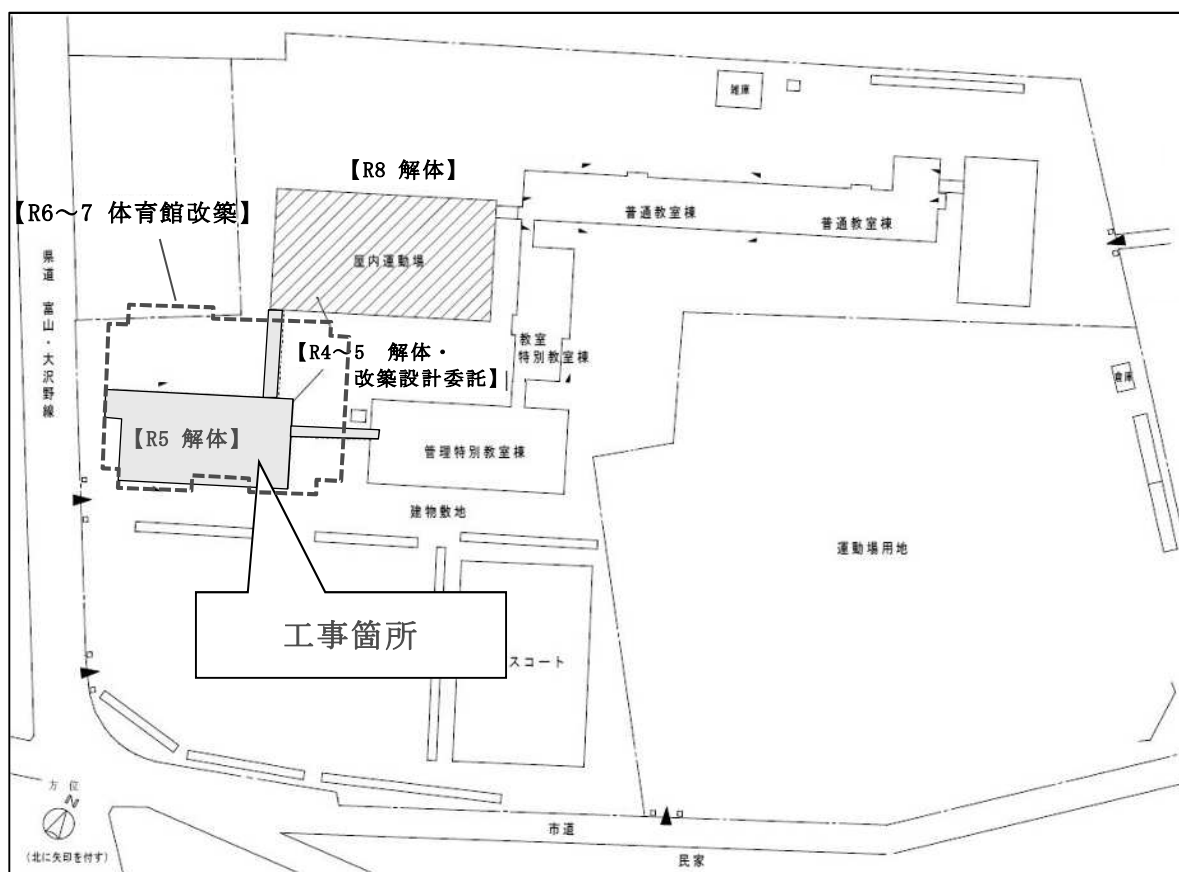 雑庫
【R8 解体】
【R6～7 体育館改築】
普通教室棟
普通教室棟
県道 富山・大沢野線
屋内運動場
教室
特別教室棟
【R4～5 解体・
改築設計委託】
倉庫
【R5 解体】
管理特別教室棟
建物敷地
運動場用地
工事箇所
スコート
方位
N
(北に矢印を付す)
市道
民家